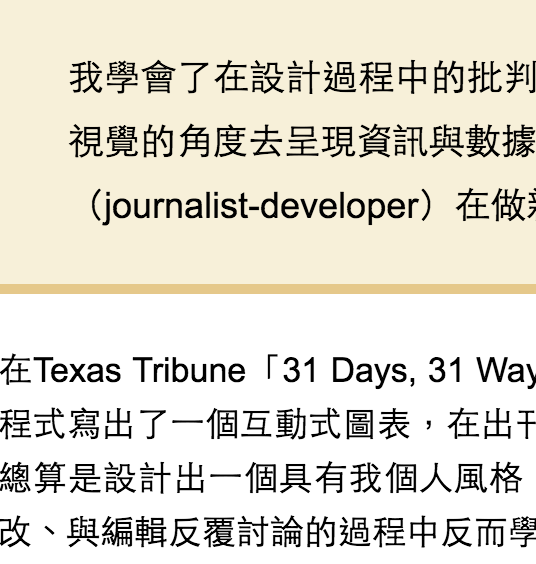 我學會了在設計過程中的批判
視覺的角度去呈現資訊與數據
（journalist-developer）在做新
在Texas Tribune「31 Days, 31 Way
程式寫出了一個互動式圖表，在出刊
總算是設計出一個具有我個人風格
改、與編輯反覆討論的過程中反而學